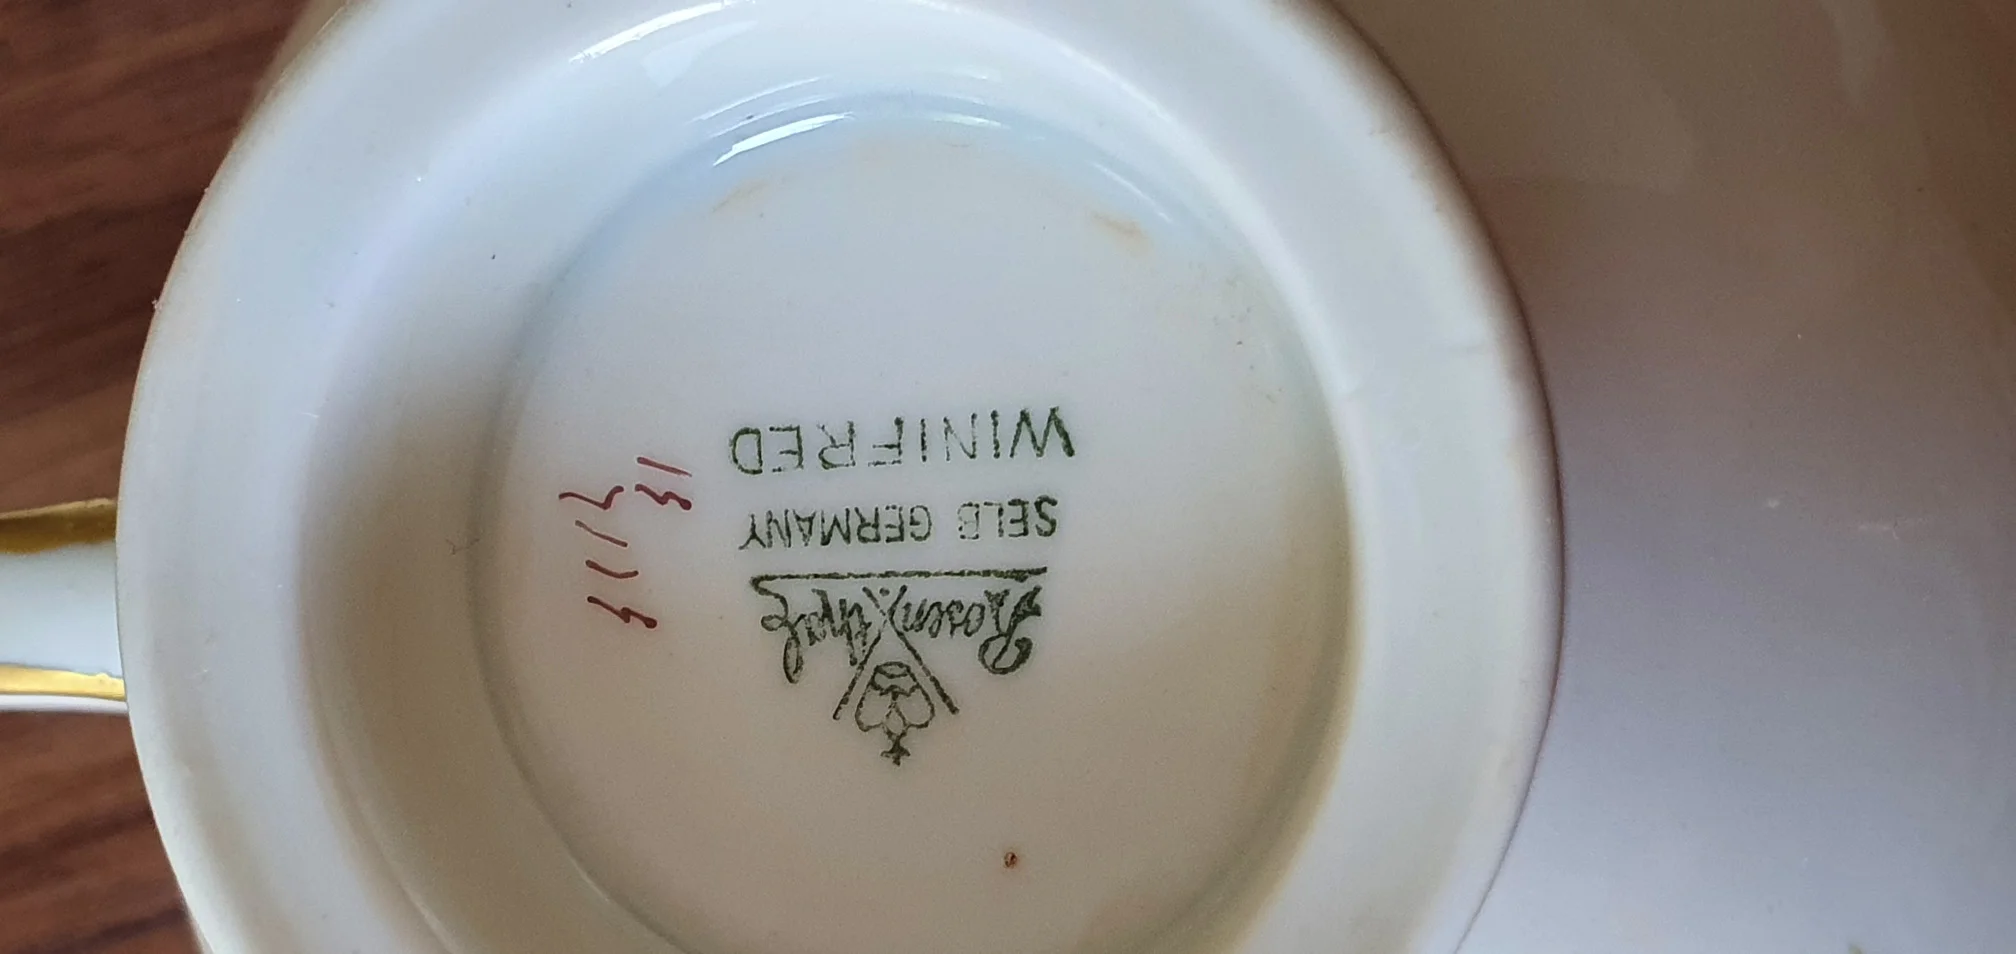 Rosenthal
SELB GERMANY
WINIFRED